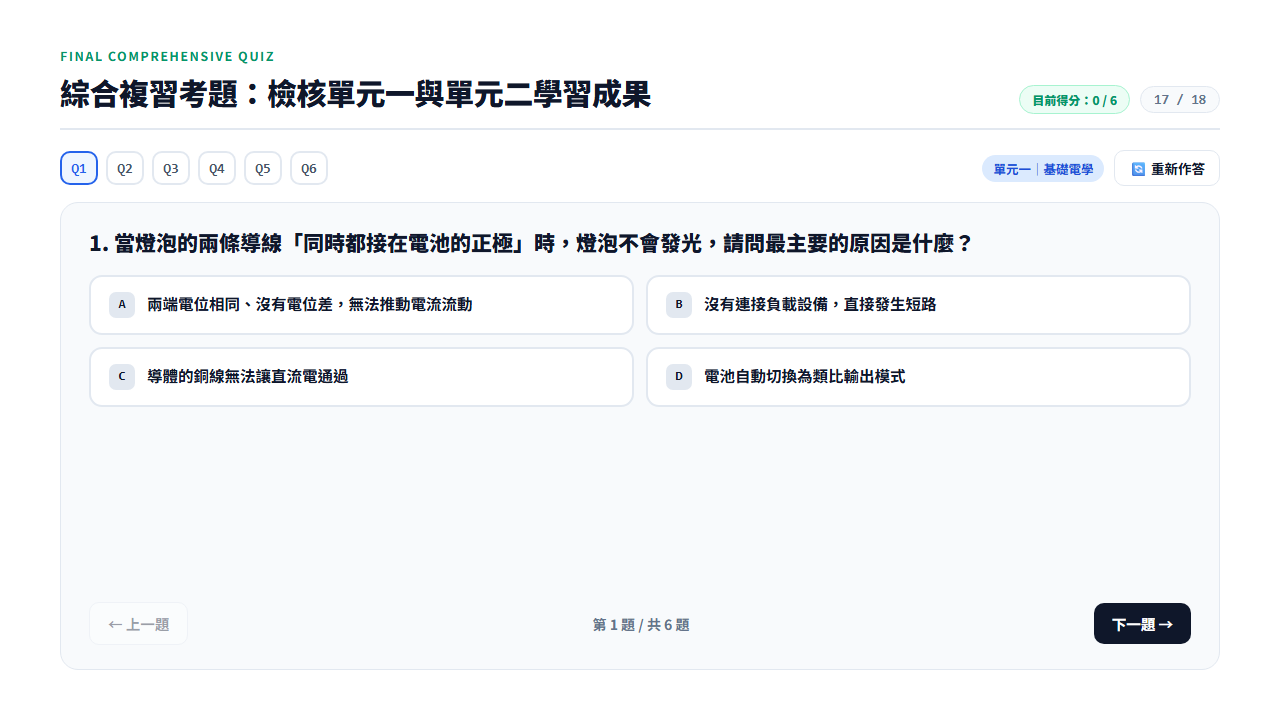 FINAL COMPREHENSIVE QUIZ
綜合複習考題：檢核單元一與單元二學習成果
目前得分：0 / 6
17 / 18
Q1 Q2 Q3 Q4 Q5 Q6
單元一｜基礎電學
🔄 重新作答
1. 當燈泡的兩條導線「同時都接在電池的正極」時，燈泡不會發光，請問最主要的原因是什麼？
A 兩端電位相同、沒有電位差，無法推動電流流動
B 沒有連接負載設備，直接發生短路
C 導體的銅線無法讓直流電通過
D 電池自動切換為類比輸出模式
← 上一題
第 1 題 / 共 6 題
下一題 →